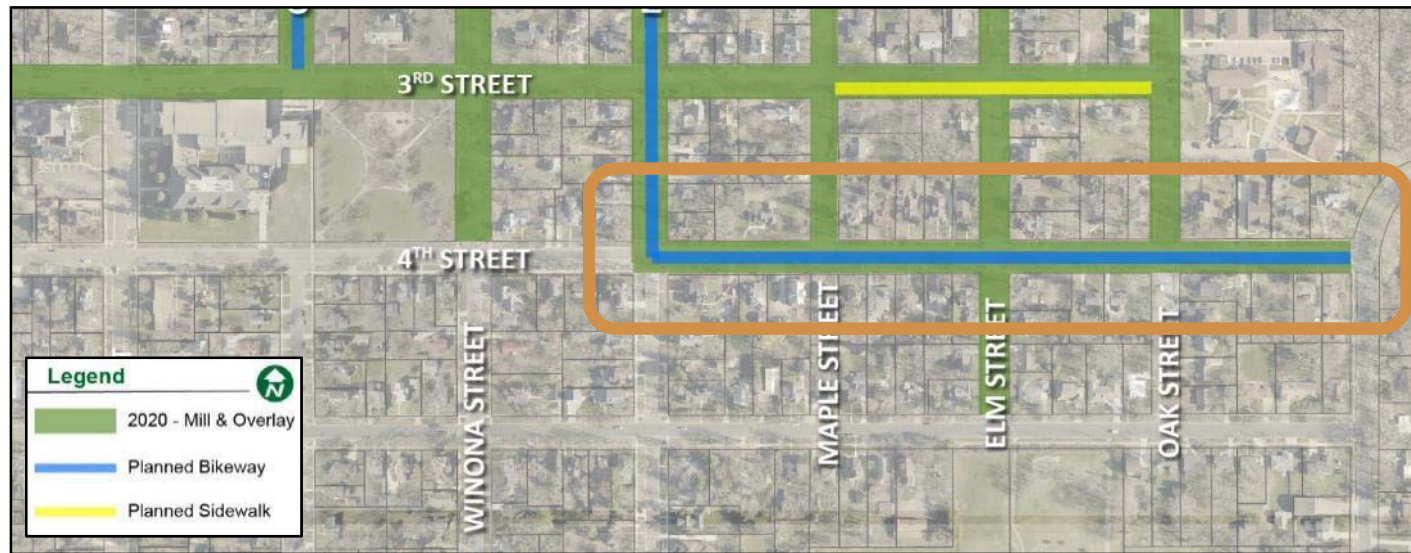 3RD STREET
4TH STREET
WINONA STREET
MAPLE STREET
ELM STREET
OAK STREET
Legend
N
2020 - Mill & Overlay
Planned Bikeway
Planned Sidewalk